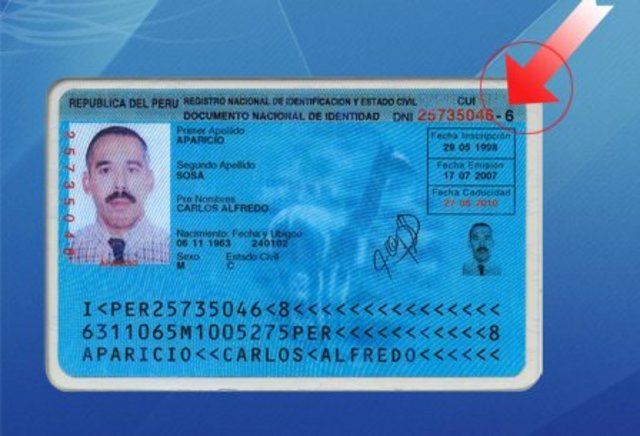 REPUBLICA DEL PERU REGISTRO NACIONAL DE IDENTIFICACION Y ESTADO CIVIL CUI
DOCUMENTO NACIONAL DE IDENTIDAD DNI 25735046 - 6
Primer Apellido
APARICIO
Segundo Apellido
SOSA
Pre Nombres
CARLOS ALFREDO
Nacimiento: Fecha y Ubigeo
06 11 1963 240102
Sexo Estado Civil
M C
Fecha Inscripción
29 05 1998
Fecha Emisión
17 07 2007
Fecha Caducidad
27 05 2010
25735046
I<PER25735046<8<<<<<<<<<<<<<<<
6311065M1005275PER<<<<<<<<<<<8
APARICIO<<CARLOS<ALFREDO<<<<<<